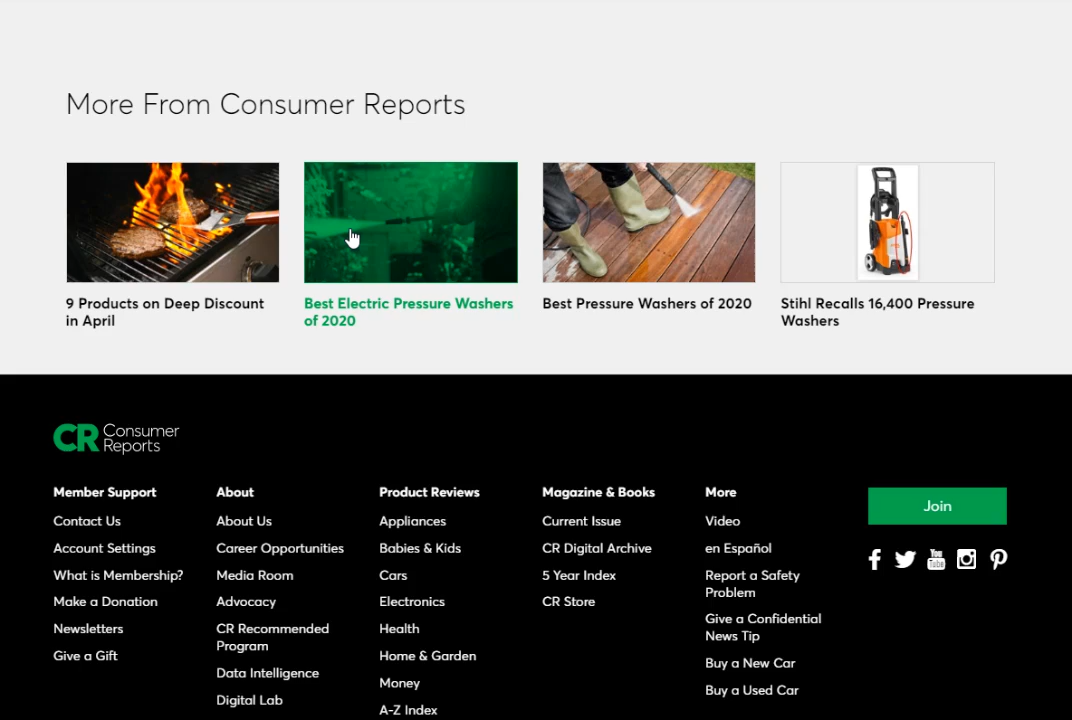 More From Consumer Reports
9 Products on Deep Discount
in April
Best Electric Pressure Washers
of 2020
Best Pressure Washers of 2020
Stihl Recalls 16,400 Pressure
Washers
CR Consumer
Reports
Member Support
Contact Us
Account Settings
What is Membership?
Make a Donation
Newsletters
Give a Gift
About
About Us
Career Opportunities
Media Room
Advocacy
CR Recommended
Program
Data Intelligence
Digital Lab
Product Reviews
Appliances
Babies & Kids
Cars
Electronics
Health
Home & Garden
Money
A-Z Index
Magazine & Books
Current Issue
CR Digital Archive
5 Year Index
CR Store
More
Video
en Español
Report a Safety
Problem
Give a Confidential
News Tip
Buy a New Car
Buy a Used Car
Join
You
Tube